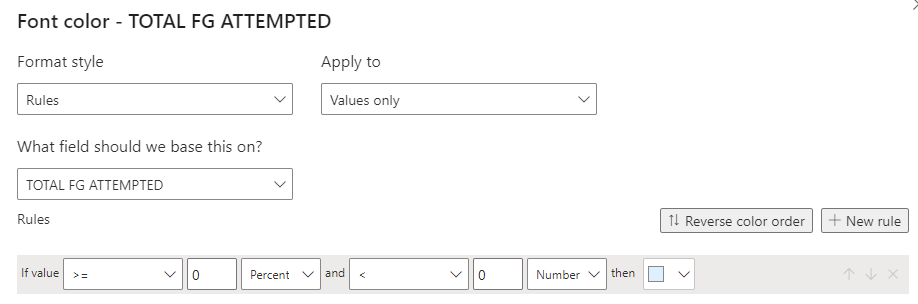 Font color - TOTAL FG ATTEMPTED
Format style Apply to
Rules Values only
What field should we base this on?
TOTAL FG ATTEMPTED
Rules Reverse color order New rule
If value >= 0 Percent and < 0 Number then